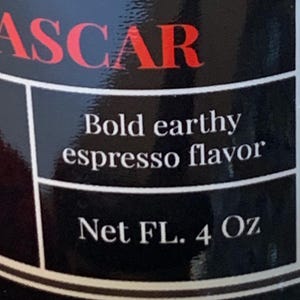 ASCAR
Bold earthy
espresso flavor
Net FL. 4 Oz